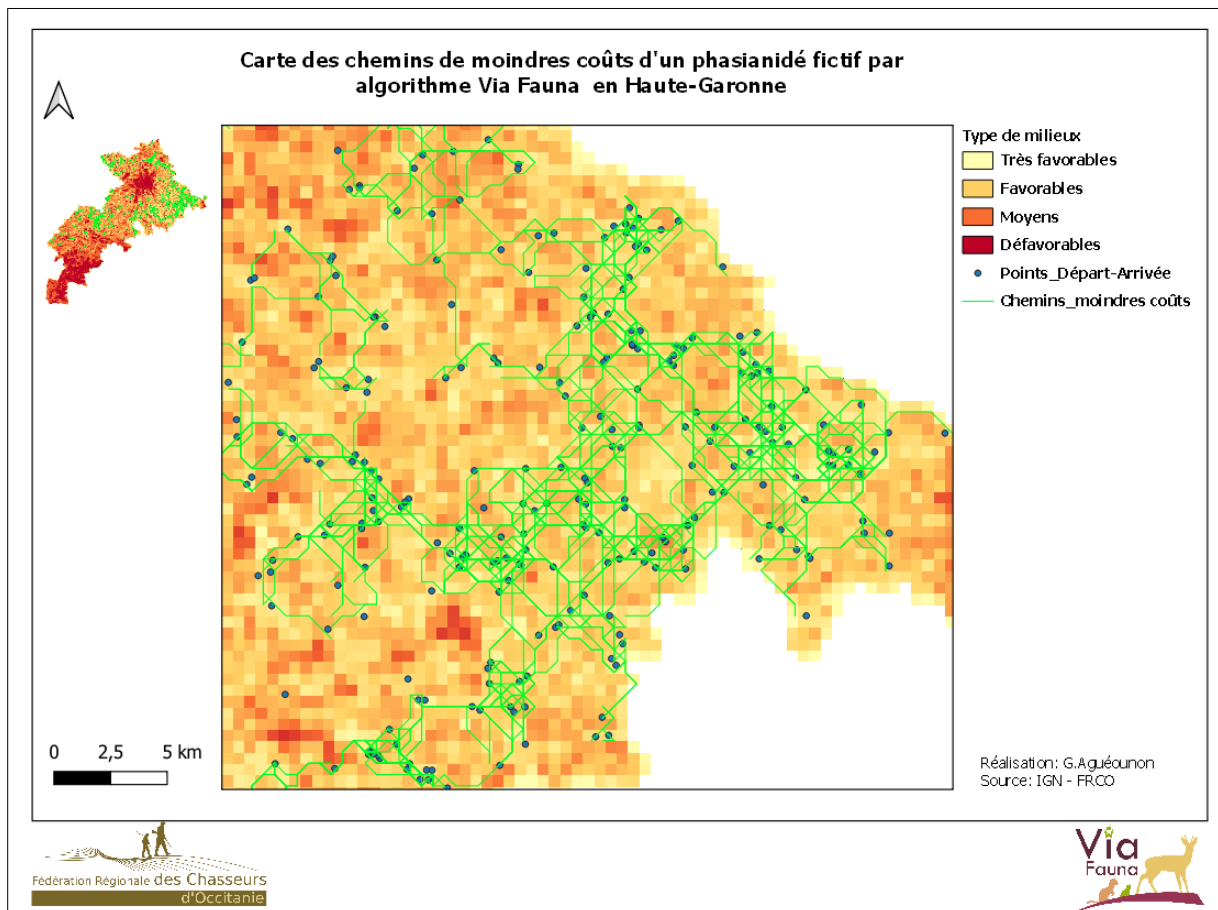 Carte des chemins de moindres coûts d'un phasianidé fictif par
algorithme Via Fauna en Haute-Garonne
Type de milieux
Très favorables
Favorables
Moyens
Défavorables
Points_Départ-Arrivée
Chemins_moindres coûts
0 2,5 5 km
Réalisation: G.Aguéounon
Source: IGN - FRCO
Fédération Régionale des Chasseurs
d'Occitanie
Via
Fauna